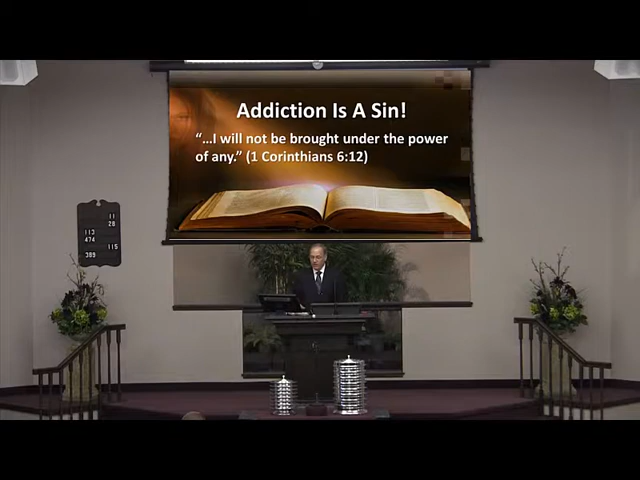 Addiction Is A Sin!
“...I will not be brought under the power
of any.” (1 Corinthians 6:12)
11
28
113
474
115
389